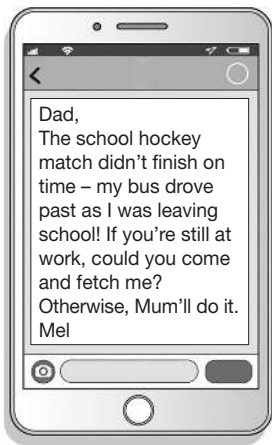 Dad,
The school hockey
match didn’t finish on
time – my bus drove
past as I was leaving
school! If you’re still at
work, could you come
and fetch me?
Otherwise, Mum’ll do it.
Mel